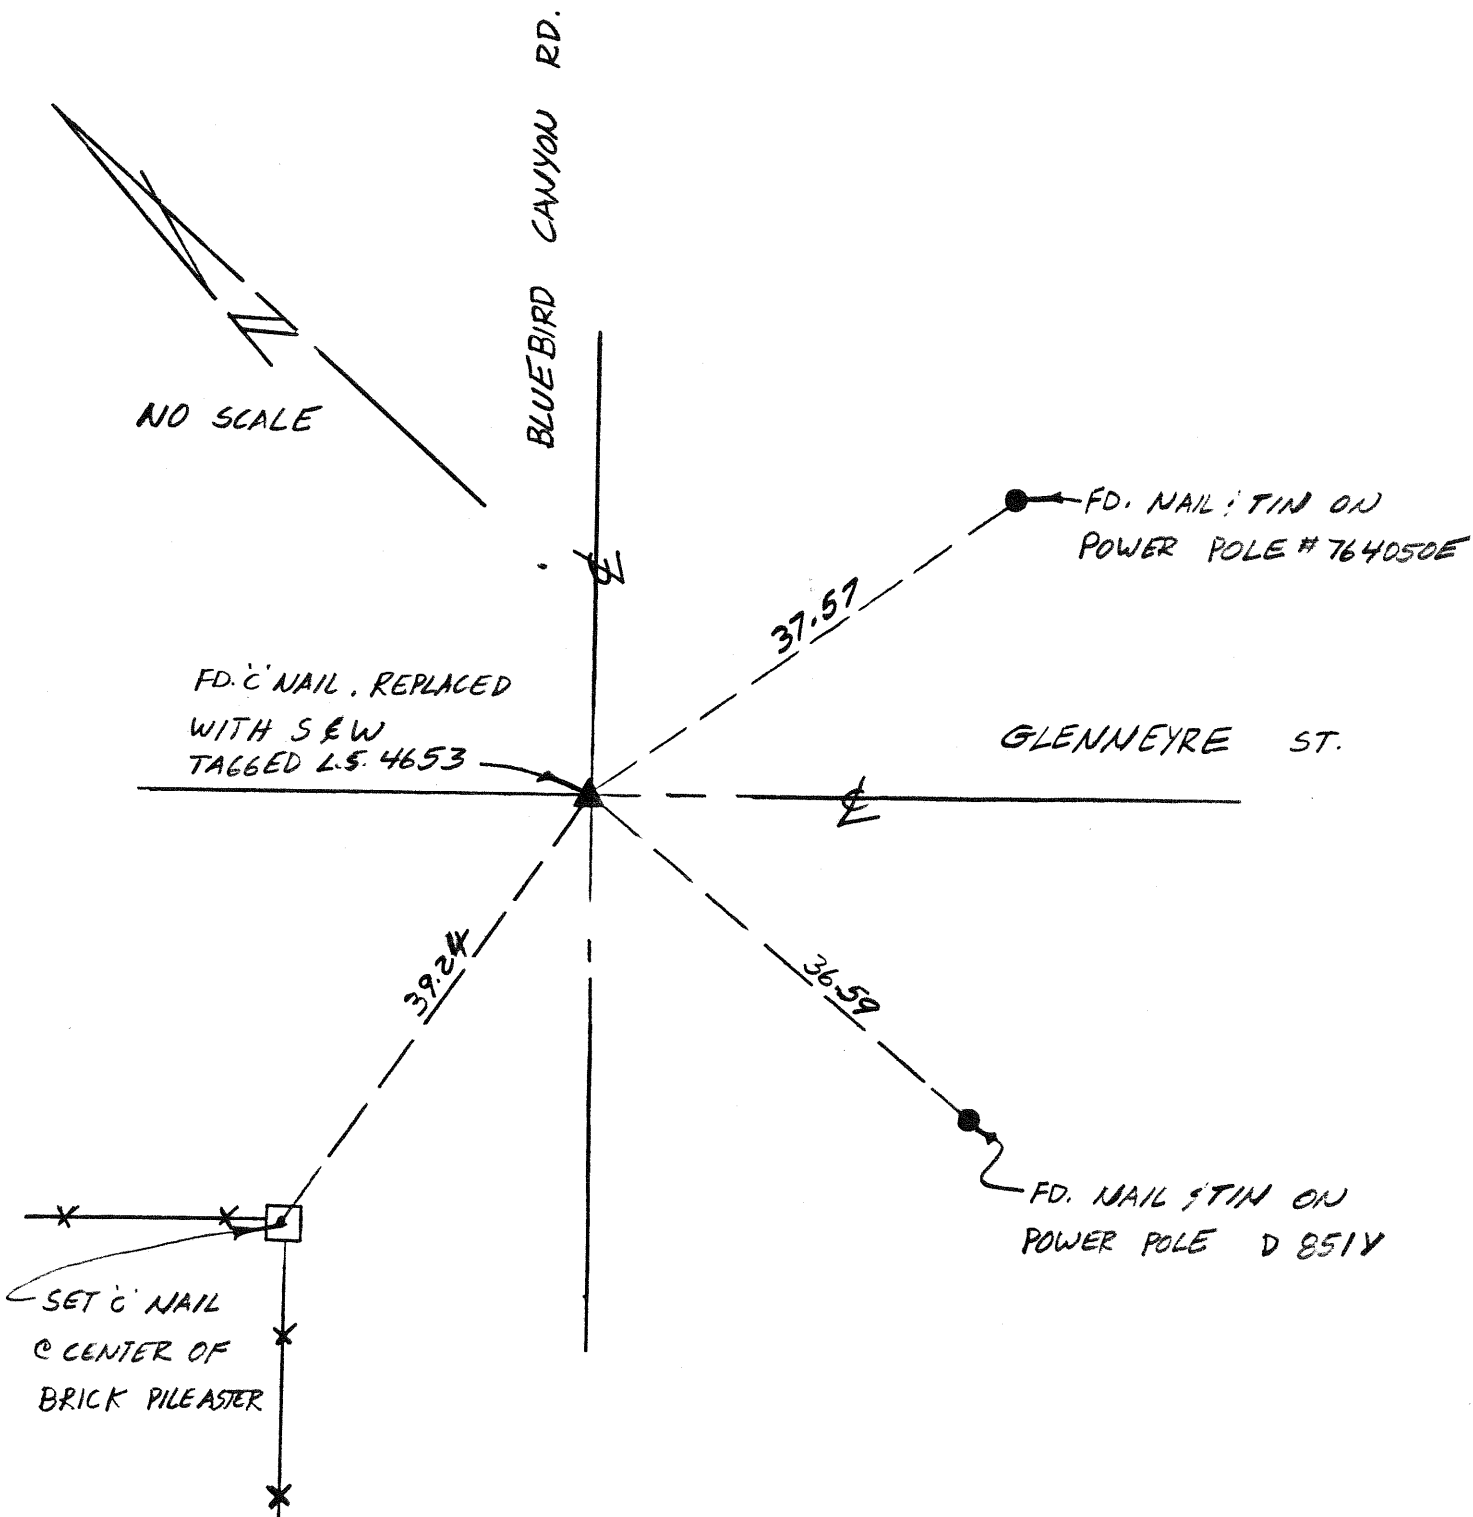 BLUEBIRD CANYON RD.
N
NO SCALE
FD. NAIL & TIN ON
POWER POLE # 764050E
37.57
FD. 'C' NAIL. REPLACED
WITH S & W
TAGGED L.S. 4653
GLENNEYRE ST.
℄
℄
39.24
36.59
FD. NAIL & TIN ON
POWER POLE D 851Y
SET 'C' NAIL
@ CENTER OF
BRICK PILEASTER